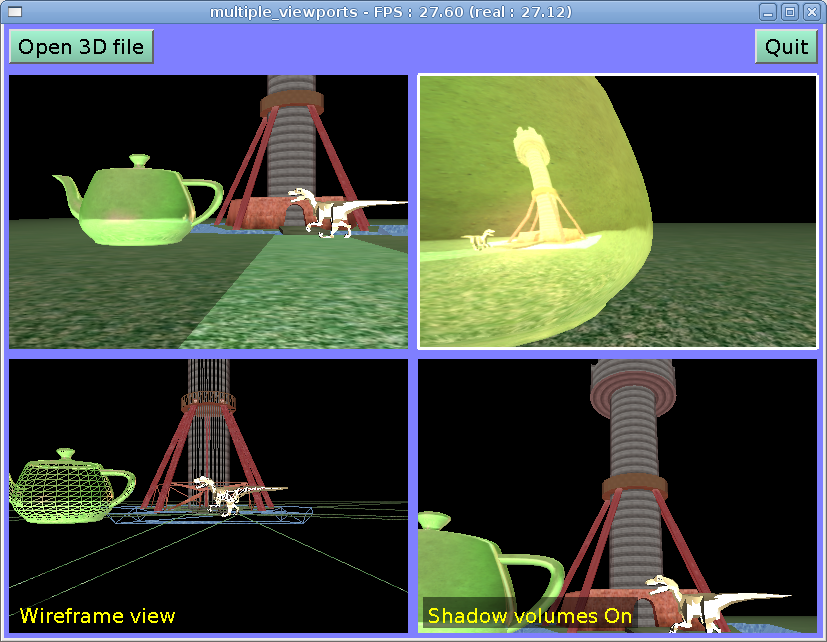 multiple_viewports - FPS : 27.60 (real : 27.12)
Open 3D file
Quit
Wireframe view
Shadow volumes On